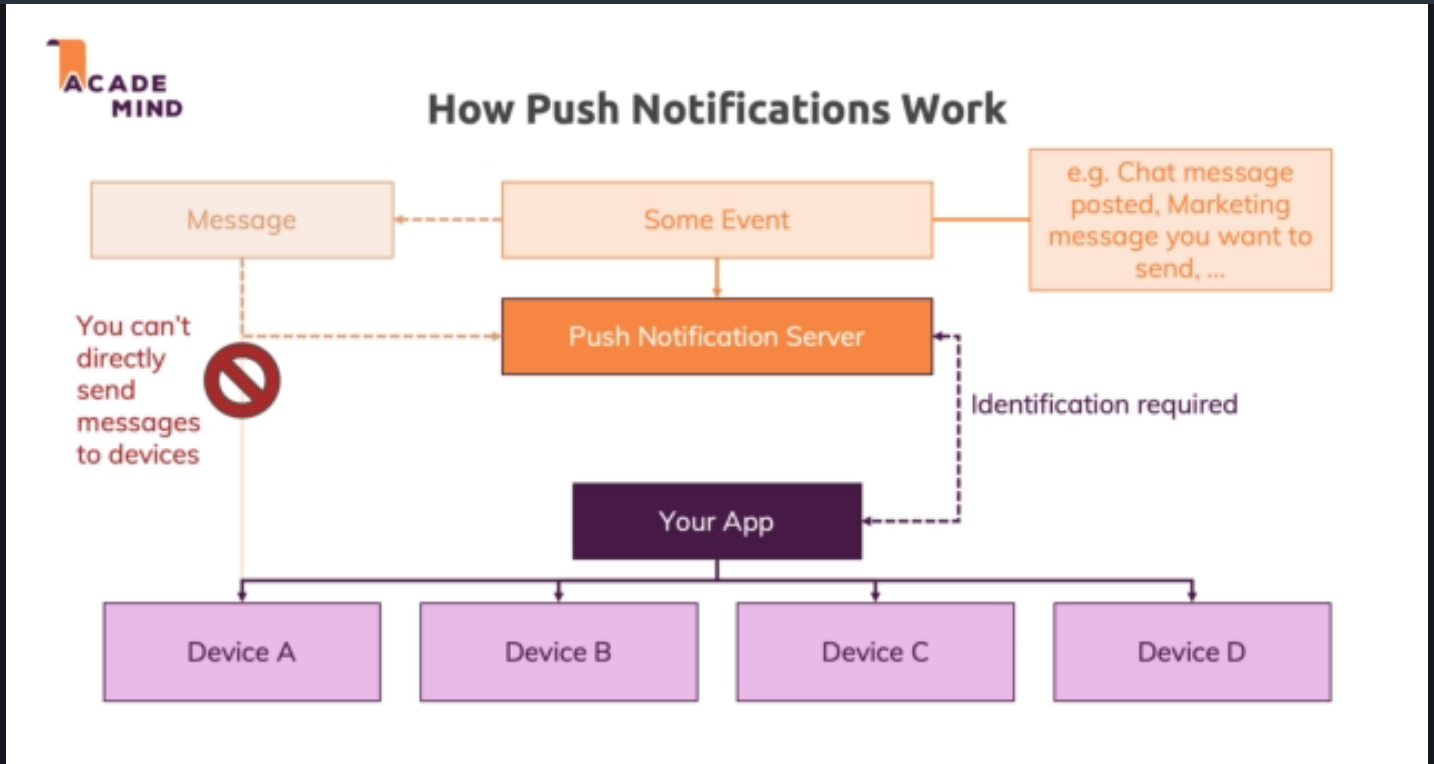 ACADE
MIND
How Push Notifications Work
Message
Some Event
e.g. Chat message
posted, Marketing
message you want to
send, ...
Push Notification Server
You can't
directly
send
messages
to devices
Identification required
Your App
Device A
Device B
Device C
Device D